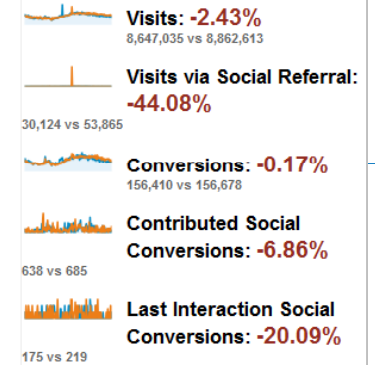 Visits: -2.43%
8,647,035 vs 8,862,613
Visits via Social Referral:
-44.08%
30,124 vs 53,865
Conversions: -0.17%
156,410 vs 156,678
Contributed Social
Conversions: -6.86%
638 vs 685
Last Interaction Social
Conversions: -20.09%
175 vs 219